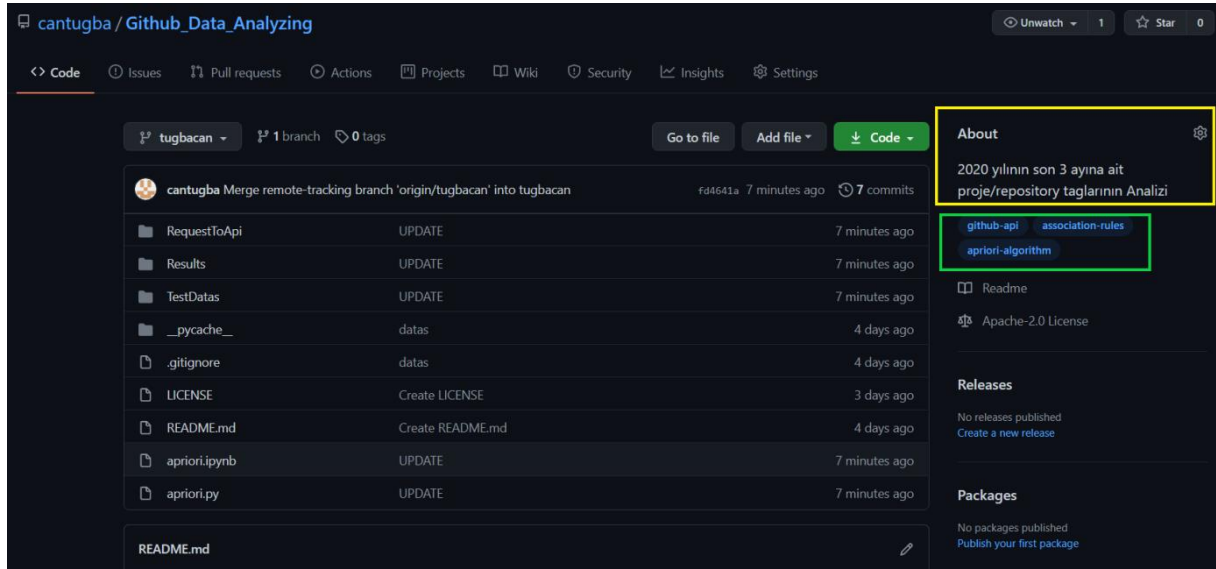 cantugba / Github_Data_Analyzing
Unwatch 1 Star 0
Code Issues Pull requests Actions Projects Wiki Security Insights Settings
tugbacan 1 branch 0 tags Go to file Add file Code
cantugba Merge remote-tracking branch 'origin/tugbacan' into tugbacan fd4641a 7 minutes ago 7 commits
RequestToApi UPDATE 7 minutes ago
Results UPDATE 7 minutes ago
TestDatas UPDATE 7 minutes ago
__pycache__ datas 4 days ago
.gitignore datas 4 days ago
LICENSE Create LICENSE 3 days ago
README.md Create README.md 4 days ago
apriori.ipynb UPDATE 7 minutes ago
apriori.py UPDATE 7 minutes ago
README.md
About
2020 yılının son 3 ayına ait
proje/repository taglarının Analizi
github-api association-rules
apriori-algorithm
Readme
Apache-2.0 License
Releases
No releases published
Create a new release
Packages
No packages published
Publish your first package